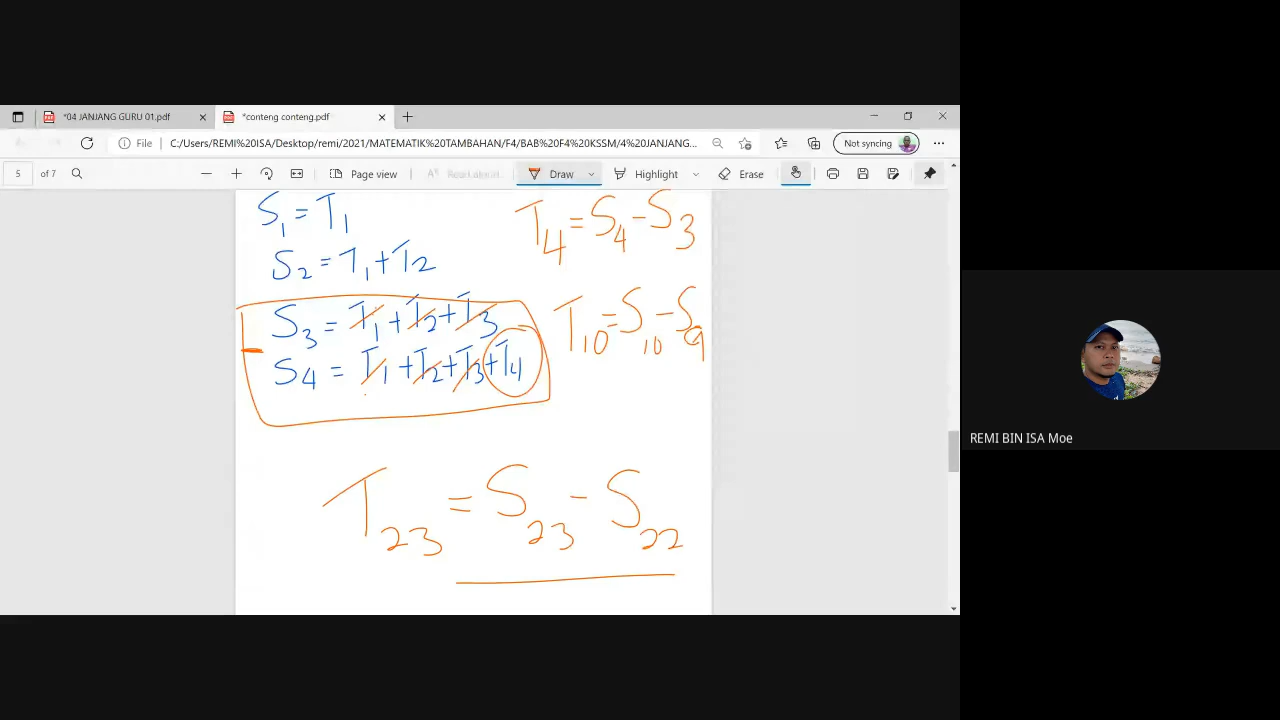 *04 JANJANG GURU 01.pdf
*conteng conteng.pdf
File
C:/Users/REMI%20ISA/Desktop/remi/2021/MATEMATIK%20TAMBAHAN/F4/BAB%20F4%20KSSM/4%20JANJANG...
Not syncing
5 of 7
Page view
Read aloud
Draw
Highlight
Erase
S₁ = T₁
T₄ = S₄ - S₃
S₂ = T₁ + T₂
S₃ = T₁ + T₂ + T₃
T₁₀ = S₁₀ - S₉
S₄ = T₁ + T₂ + T₃ + T₄
T₂₃ = S₂₃ - S₂₂
REMI BIN ISA Moe